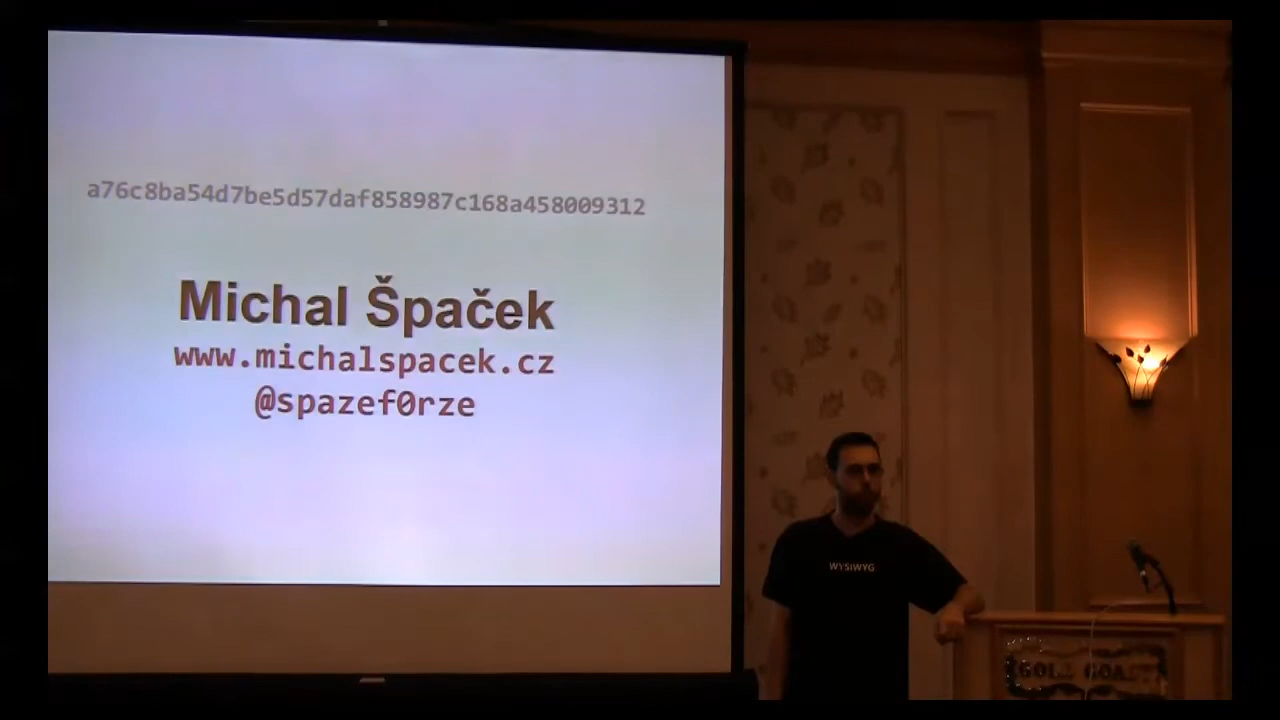 a76c8ba54d7be5d57daf858987c168a458009312
Michal Špaček
www.michalspacek.cz
@spazef0rze
WYSIWYG
GOLD COAST